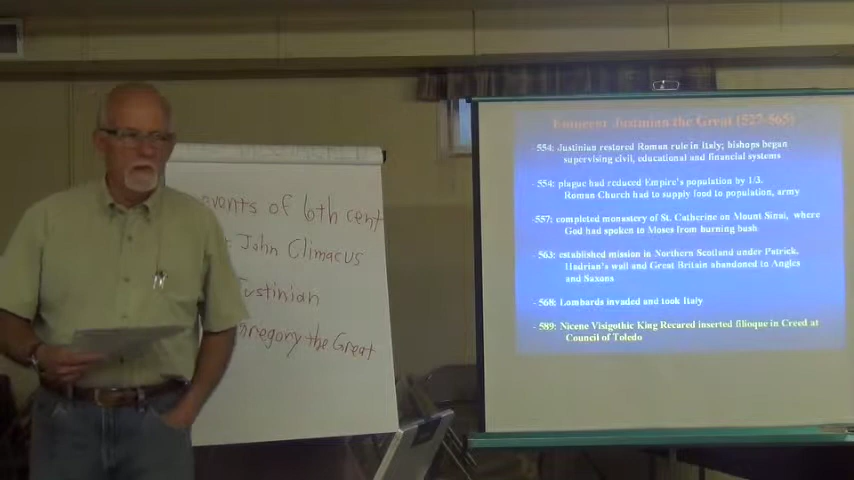 ervants of 6th cent
John Climacus
Justinian
Gregory the Great
Eminent Justinian the Great (527-565)
- 554: Justinian restored Roman rule in Italy; bishops began
supervising civil, educational and financial systems
- 554: plague had reduced Empire's population by 1/3.
Roman Church had to supply food to population, army
- 557: completed monastery of St. Catherine on Mount Sinai, where
God had spoken to Moses from burning bush
- 563: established mission in Northern Scotland under Patrick.
Hadrian's wall and Great Britain abandoned to Angles
and Saxons
- 568: Lombards invaded and took Italy
- 589: Nicene Visigothic King Recared inserted filioque in Creed at
Council of Toledo